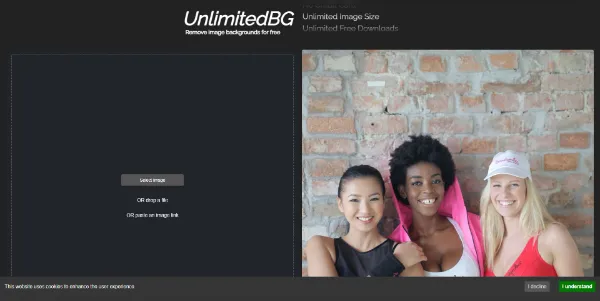 UnlimitedBG
Remove image backgrounds for free
Unlimited Image Size
Unlimited Free Downloads
Select Image
OR drop a file
OR paste an image link
This website uses cookies to enhance the user experience.
I decline
I understand